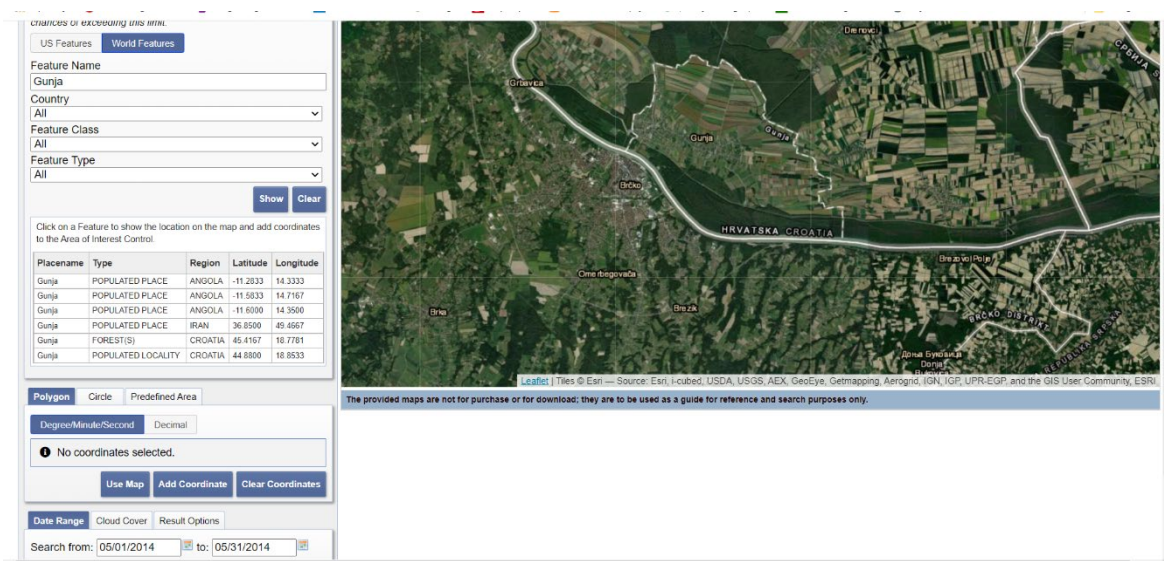 chances of exceeding this limit.
US Features World Features
Feature Name
Gunja
Country
All
Feature Class
All
Feature Type
All
Show Clear
Click on a Feature to show the location on the map and add coordinates
to the Area of Interest Control.
Placename Type Region Latitude Longitude
Gunja POPULATED PLACE ANGOLA -11.2833 14.3333
Gunja POPULATED PLACE ANGOLA -11.5833 14.7167
Gunja POPULATED PLACE ANGOLA -11.6000 14.3500
Gunja POPULATED PLACE IRAN 36.8500 49.4667
Gunja FOREST(S) CROATIA 45.4167 18.7781
Gunja POPULATED LOCALITY CROATIA 44.8800 18.8533
Polygon Circle Predefined Area
Degree/Minute/Second Decimal
No coordinates selected.
Use Map Add Coordinate Clear Coordinates
Date Range Cloud Cover Result Options
Search from: 05/01/2014 to: 05/31/2014
Drenovci
СРБИЈА
Grbavica
Gunja
Gunja
Brčko
HRVATSKA CROATIA
Brezovo Polje
Omerbegovača
Brka
Brezik
BRČKO DISTRIKT
REPUBLIKA SRPSKA
Доња Буковица
Donja
Bukovica
Leaflet | Tiles © Esri — Source: Esri, i-cubed, USDA, USGS, AEX, GeoEye, Getmapping, Aerogrid, IGN, IGP, UPR-EGP, and the GIS User Community, ESRI
The provided maps are not for purchase or for download; they are to be used as a guide for reference and search purposes only.